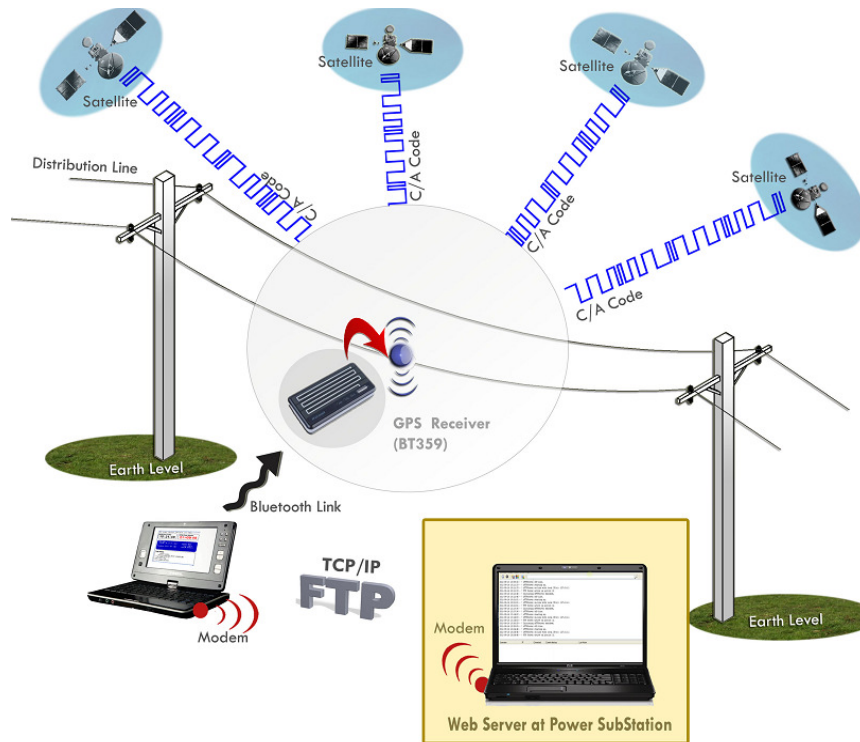 Satellite
Satellite
Satellite
Satellite
Distribution Line
C/A Code
C/A Code
C/A Code
C/A Code
GPS Receiver
(BT359)
Earth Level
Bluetooth Link
Earth Level
TCP/IP
FTP
Modem
Modem
Web Server at Power SubStation